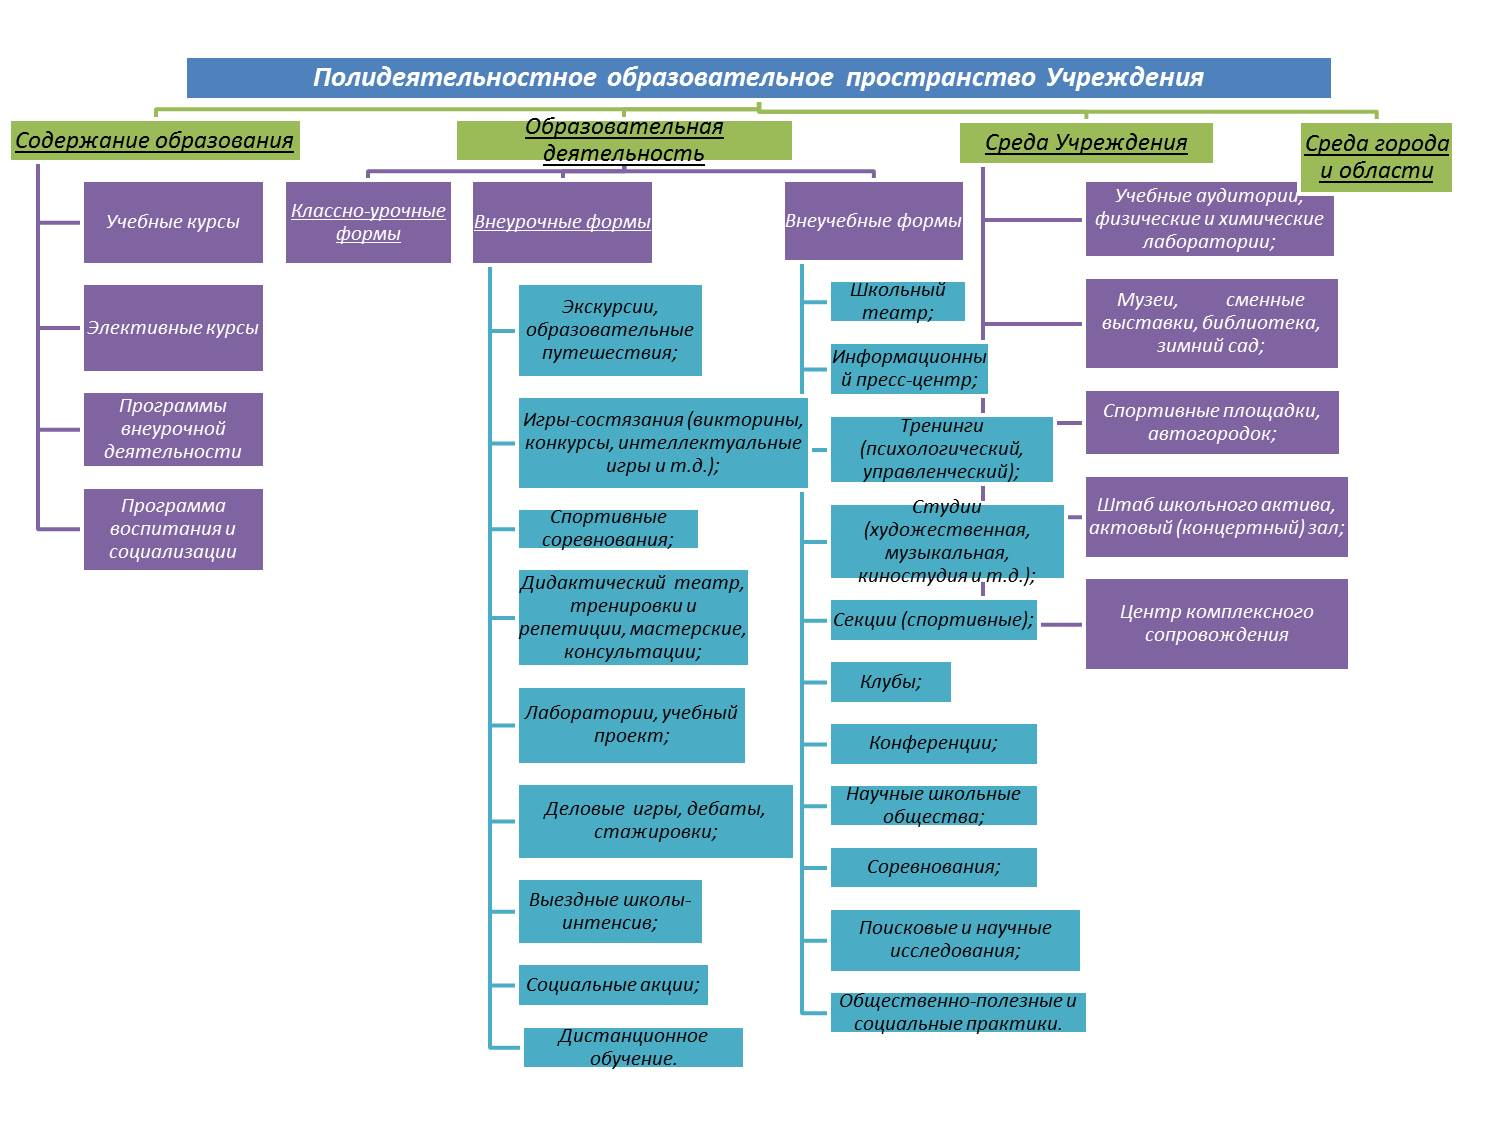 Полидеятельностное образовательное пространство Учреждения
Содержание образования
Учебные курсы
Элективные курсы
Программы
внеурочной
деятельности
Программа
воспитания и
социализации
Образовательная
деятельность
Классно-урочные
формы
Внеурочные формы
Экскурсии,
образовательные
путешествия;
Игры-состязания (викторины,
конкурсы, интеллектуальные
игры и т.д.);
Спортивные
соревнования;
Дидактический театр,
тренировки и
репетиции, мастерские,
консультации;
Лаборатории, учебный
проект;
Деловые игры, дебаты,
стажировки;
Выездные школы-
интенсив;
Социальные акции;
Дистанционное
обучение.
Внеучебные формы
Школьный
театр;
Информационны
й пресс-центр;
Тренинги
(психологический,
управленческий);
Студии
(художественная,
музыкальная,
киностудия и т.д.);
Секции (спортивные);
Клубы;
Конференции;
Научные школьные
общества;
Соревнования;
Поисковые и научные
исследования;
Общественно-полезные и
социальные практики.
Среда Учреждения
Учебные аудитории,
физические и химические
лаборатории;
Музеи, сменные
выставки, библиотека,
зимний сад;
Спортивные площадки,
автогородок;
Штаб школьного актива,
актовый (концертный) зал;
Центр комплексного
сопровождения
Среда города
и области